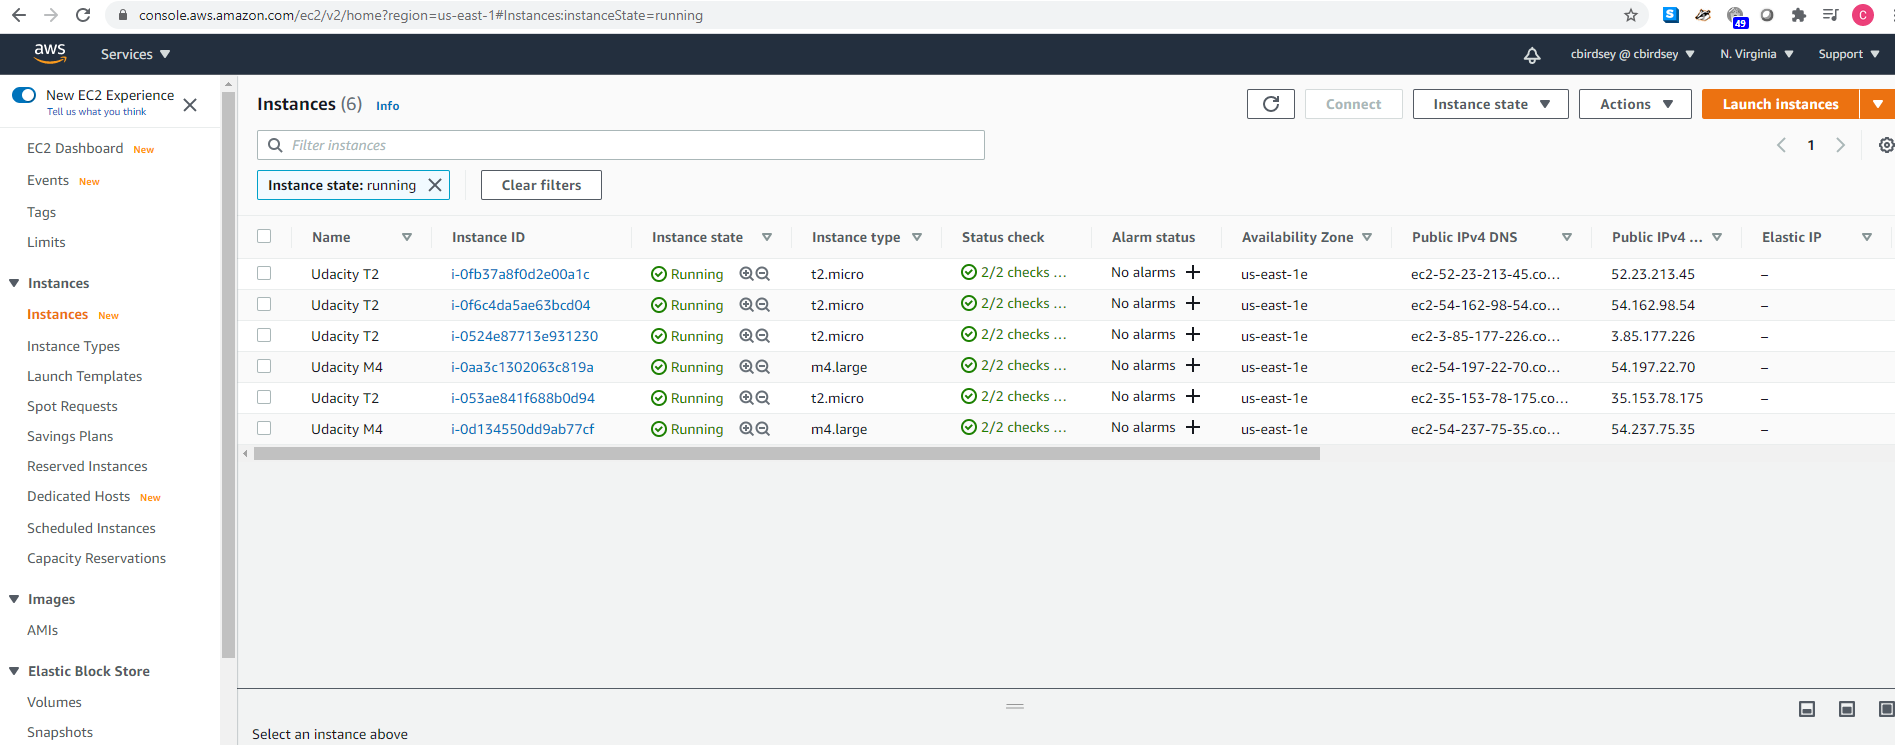 console.aws.amazon.com/ec2/v2/home?region=us-east-1#Instances:instanceState=running
S
49
C
aws
Services
cbirdsey @ cbirdsey
N. Virginia
Support
New EC2 Experience
Tell us what you think
EC2 Dashboard New
Events New
Tags
Limits
Instances
Instances New
Instance Types
Launch Templates
Spot Requests
Savings Plans
Reserved Instances
Dedicated Hosts New
Scheduled Instances
Capacity Reservations
Images
AMIs
Elastic Block Store
Volumes
Snapshots
Instances (6) Info
Connect
Instance state
Actions
Launch instances
Filter instances
1
Instance state: running
Clear filters
Name Instance ID Instance state Instance type Status check Alarm status Availability Zone Public IPv4 DNS Public IPv4 ... Elastic IP
Udacity T2 i-0fb37a8f0d2e00a1c Running t2.micro 2/2 checks ... No alarms + us-east-1e ec2-52-23-213-45.co... 52.23.213.45 –
Udacity T2 i-0f6c4da5ae63bcd04 Running t2.micro 2/2 checks ... No alarms + us-east-1e ec2-54-162-98-54.co... 54.162.98.54 –
Udacity T2 i-0524e87713e931230 Running t2.micro 2/2 checks ... No alarms + us-east-1e ec2-3-85-177-226.co... 3.85.177.226 –
Udacity M4 i-0aa3c1302063c819a Running m4.large 2/2 checks ... No alarms + us-east-1e ec2-54-197-22-70.co... 54.197.22.70 –
Udacity T2 i-053ae841f688b0d94 Running t2.micro 2/2 checks ... No alarms + us-east-1e ec2-35-153-78-175.co... 35.153.78.175 –
Udacity M4 i-0d134550dd9ab77cf Running m4.large 2/2 checks ... No alarms + us-east-1e ec2-54-237-75-35.co... 54.237.75.35 –
Select an instance above